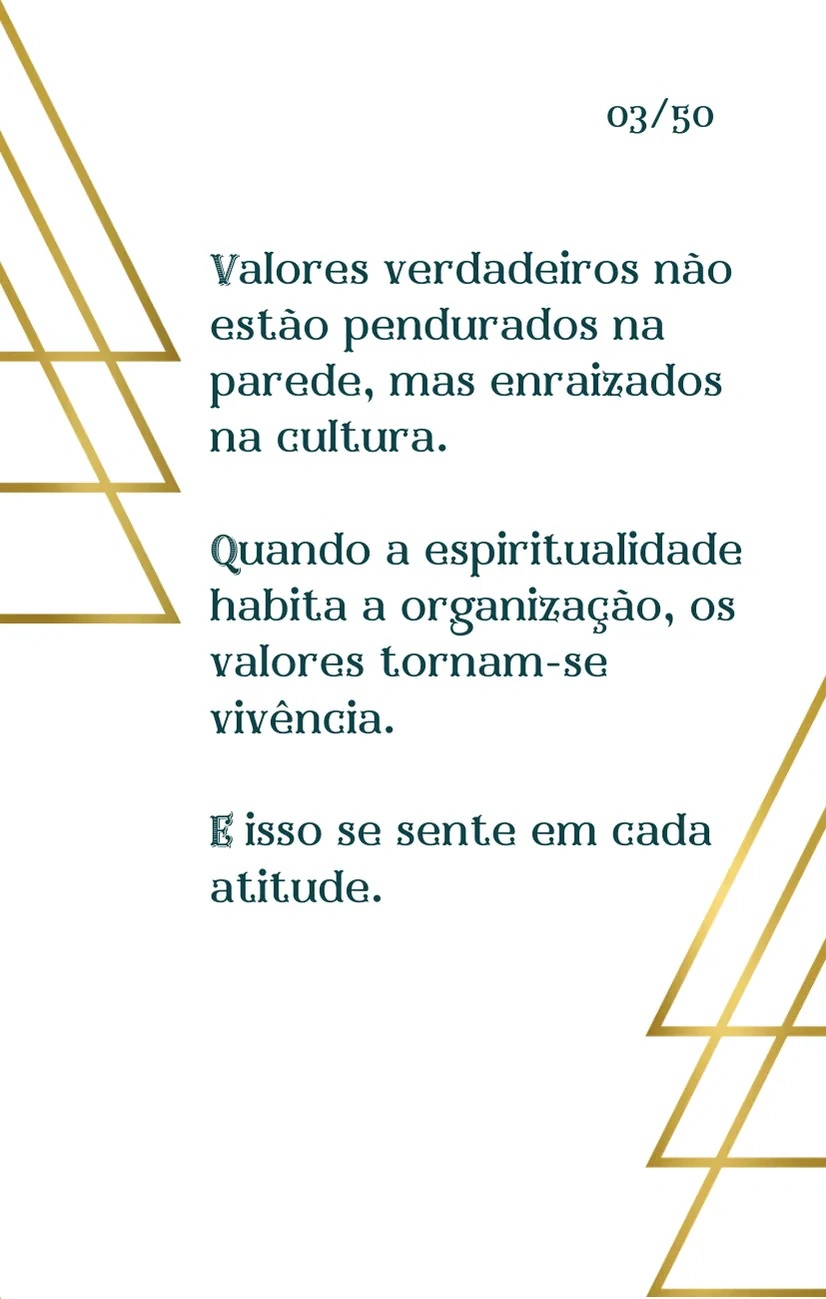 03/50
Valores verdadeiros não
estão pendurados na
parede, mas enraizados
na cultura.
Quando a espiritualidade
habita a organização, os
valores tornam-se
vivência.
E isso se sente em cada
atitude.